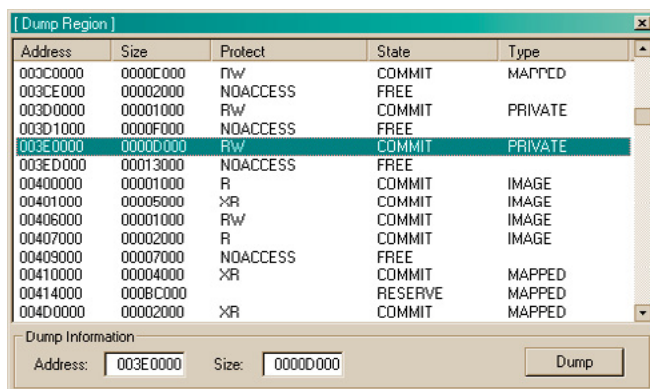 [ Dump Region ]
Address Size Protect State Type
003C0000 0000E000 RW COMMIT MAPPED
003CE000 00002000 NOACCESS FREE
003D0000 00001000 RW COMMIT PRIVATE
003D1000 0000F000 NOACCESS FREE
003E0000 0000D000 RW COMMIT PRIVATE
003ED000 00013000 NOACCESS FREE
00400000 00001000 R COMMIT IMAGE
00401000 00005000 XR COMMIT IMAGE
00406000 00001000 RW COMMIT IMAGE
00407000 00002000 R COMMIT IMAGE
00409000 00007000 NOACCESS FREE
00410000 00004000 XR COMMIT MAPPED
00414000 000BC000 RESERVE MAPPED
004D0000 00002000 XR COMMIT MAPPED
Dump Information
Address: 003E0000 Size: 0000D000 Dump